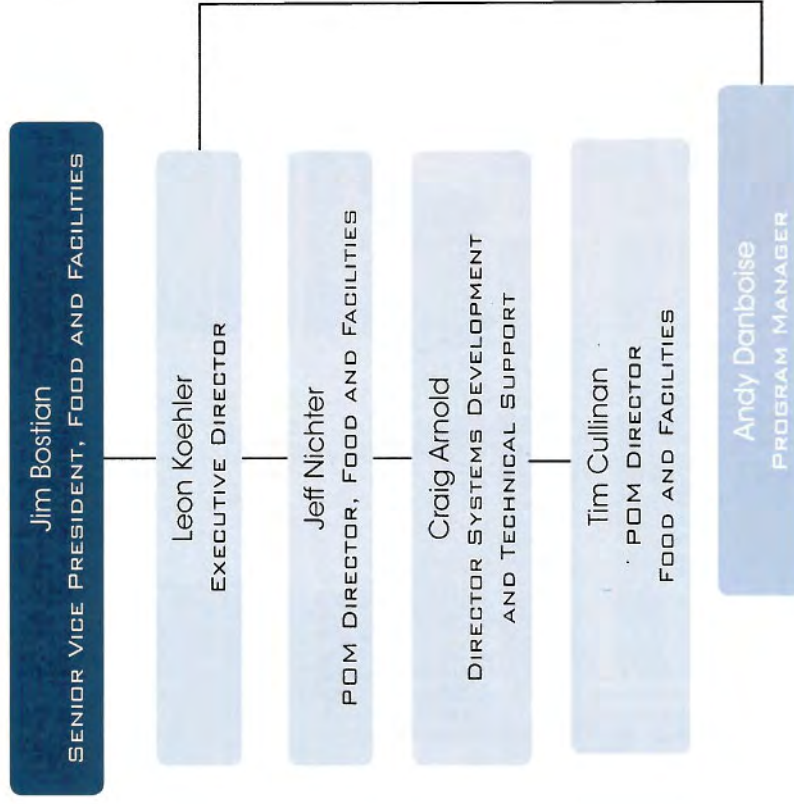 Jim Bostian
SENIOR VICE PRESIDENT, FOOD AND FACILITIES
Leon Koehler
EXECUTIVE DIRECTOR
Jeff Nichter
POM DIRECTOR, FOOD AND FACILITIES
Craig Arnold
DIRECTOR SYSTEMS DEVELOPMENT
AND TECHNICAL SUPPORT
Tim Cullinan
POM DIRECTOR
FOOD AND FACILITIES
Andy Danboise
PROGRAM MANAGER